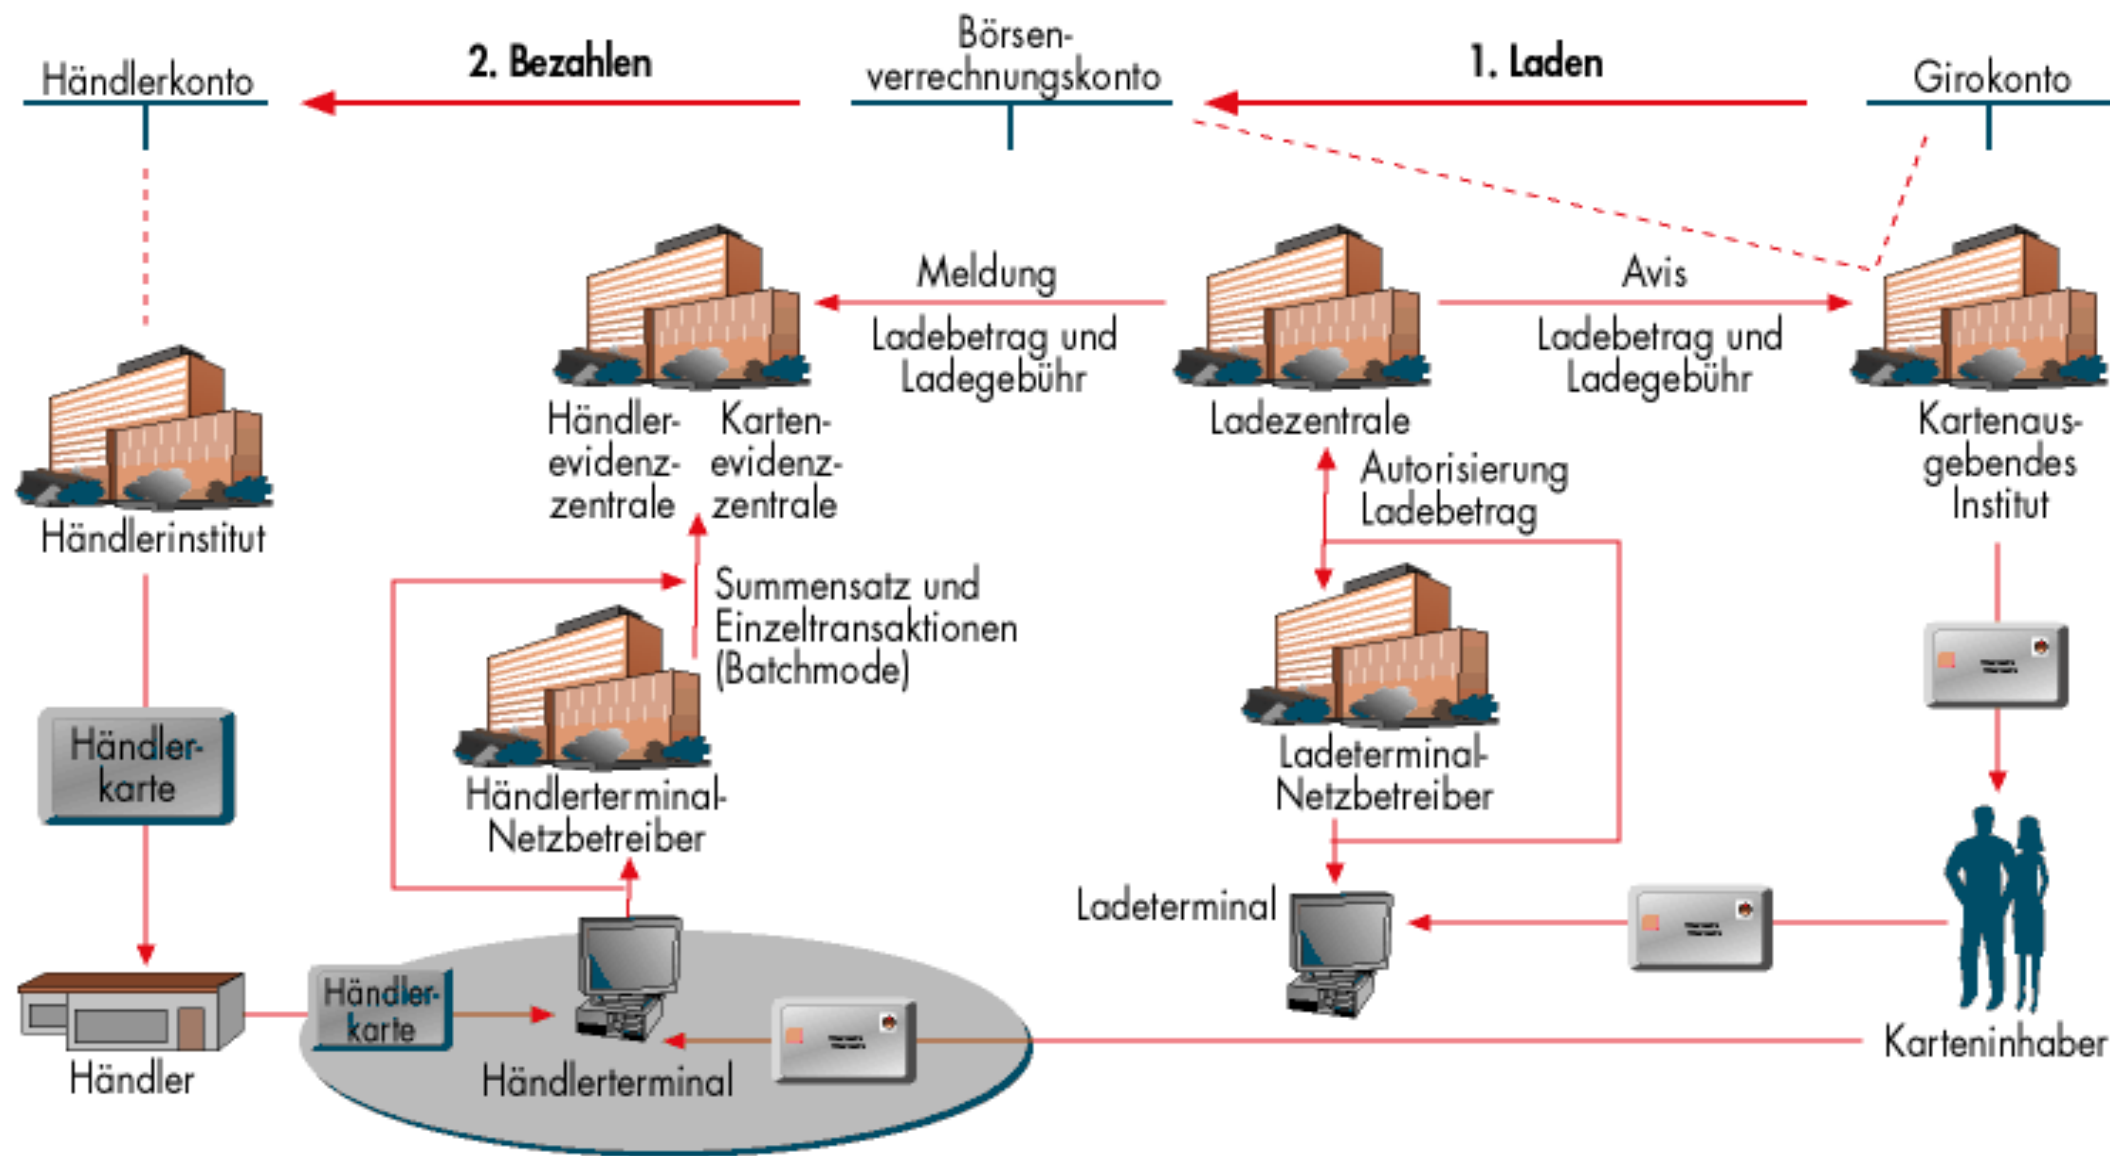 Händlerkonto
2. Bezahlen
Börsen-
verrechnungskonto
1. Laden
Girokonto
Meldung
Ladebetrag und
Ladegebühr
Avis
Ladebetrag und
Ladegebühr
Händlerinstitut
Händler-
evidenz-
zentrale
Karten-
evidenz-
zentrale
Ladezentrale
Kartenaus-
gebendes
Institut
Autorisierung
Ladebetrag
Summensatz und
Einzeltransaktionen
(Batchmode)
Händler-
karte
Händlerterminal-
Netzbetreiber
Ladeterminal-
Netzbetreiber
Ladeterminal
Händler-
karte
Händler
Händlerterminal
Karteninhaber